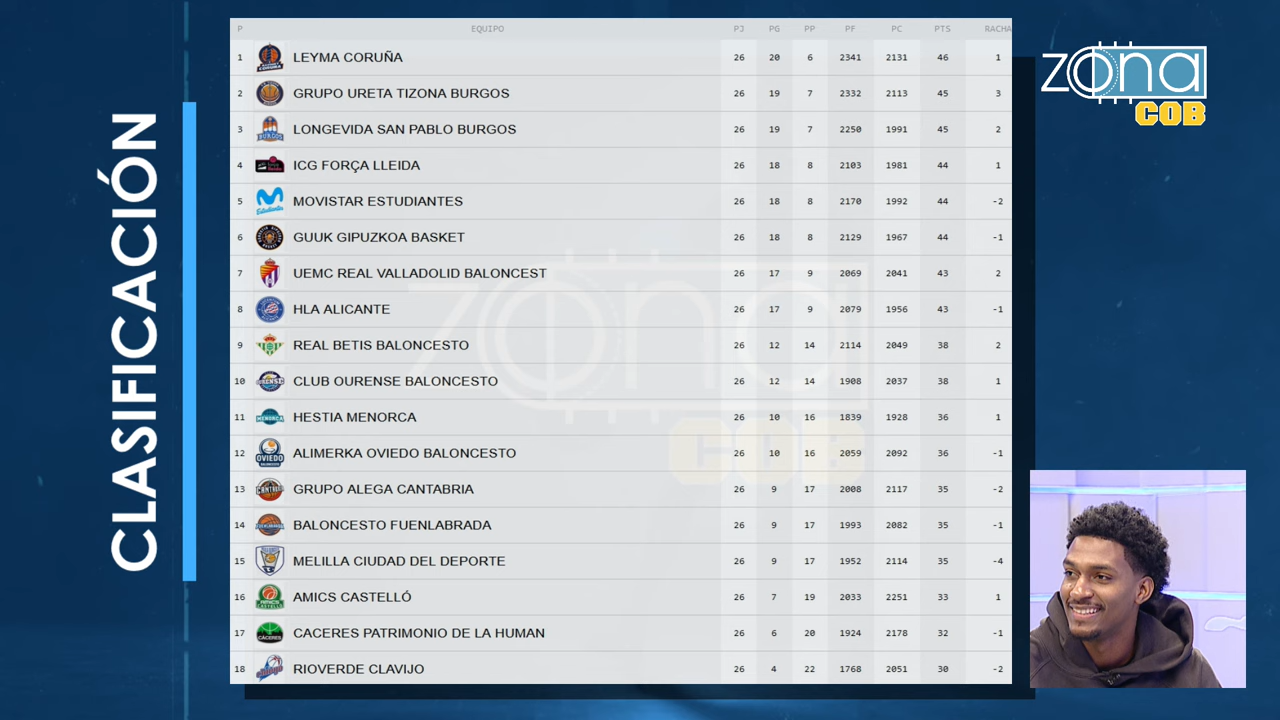 CLASIFICACIÓN
P EQUIPO PJ PG PP PF PC PTS RACHA
1 LEYMA CORUÑA 26 20 6 2341 2131 46 1
2 GRUPO URETA TIZONA BURGOS 26 19 7 2332 2113 45 3
3 LONGEVIDA SAN PABLO BURGOS 26 19 7 2250 1991 45 2
4 ICG FORÇA LLEIDA 26 18 8 2103 1981 44 1
5 MOVISTAR ESTUDIANTES 26 18 8 2170 1992 44 -2
6 GUUK GIPUZKOA BASKET 26 18 8 2129 1967 44 -1
7 UEMC REAL VALLADOLID BALONCEST 26 17 9 2069 2041 43 2
8 HLA ALICANTE 26 17 9 2079 1956 43 -1
9 REAL BETIS BALONCESTO 26 12 14 2114 2049 38 2
10 CLUB OURENSE BALONCESTO 26 12 14 1908 2037 38 1
11 HESTIA MENORCA 26 10 16 1839 1928 36 1
12 ALIMERKA OVIEDO BALONCESTO 26 10 16 2059 2092 36 -1
13 GRUPO ALEGA CANTABRIA 26 9 17 2008 2117 35 -2
14 BALONCESTO FUENLABRADA 26 9 17 1993 2082 35 -1
15 MELILLA CIUDAD DEL DEPORTE 26 9 17 1952 2114 35 -4
16 AMICS CASTELLÓ 26 7 19 2033 2251 33 1
17 CACERES PATRIMONIO DE LA HUMAN 26 6 20 1924 2178 32 -1
18 RIOVERDE CLAVIJO 26 4 22 1768 2051 30 -2
zona
COB
zona
COB